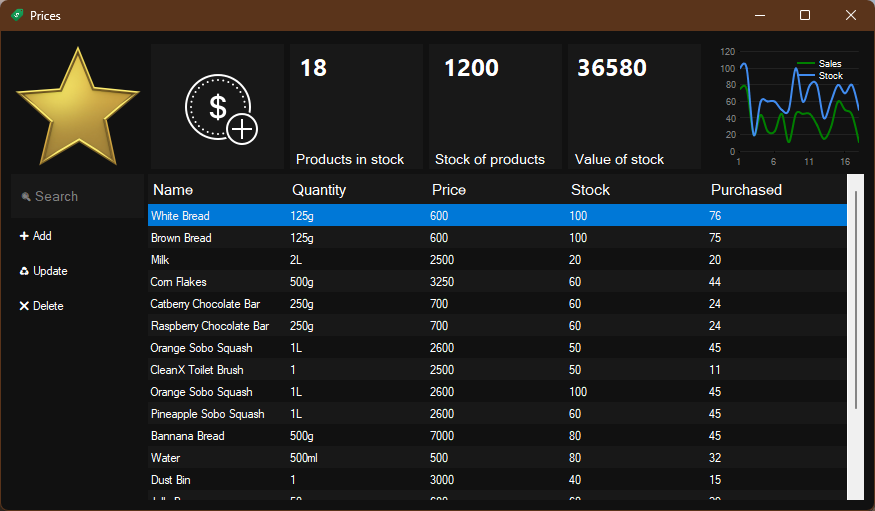 Prices
$
18
Products in stock
1200
Stock of products
36580
Value of stock
120
100
80
60
40
20
0
1 6 11 16
Sales
Stock
Search
Add
Update
Delete
Name Quantity Price Stock Purchased
White Bread 125g 600 100 76
Brown Bread 125g 600 100 75
Milk 2L 2500 20 20
Corn Flakes 500g 3250 60 44
Catberry Chocolate Bar 250g 700 60 24
Raspberry Chocolate Bar 250g 700 60 24
Orange Sobo Squash 1L 2600 50 45
CleanX Toilet Brush 1 2500 50 11
Orange Sobo Squash 1L 2600 100 45
Pineapple Sobo Squash 1L 2600 60 45
Bannana Bread 500g 7000 80 45
Water 500ml 500 80 32
Dust Bin 1 3000 40 15